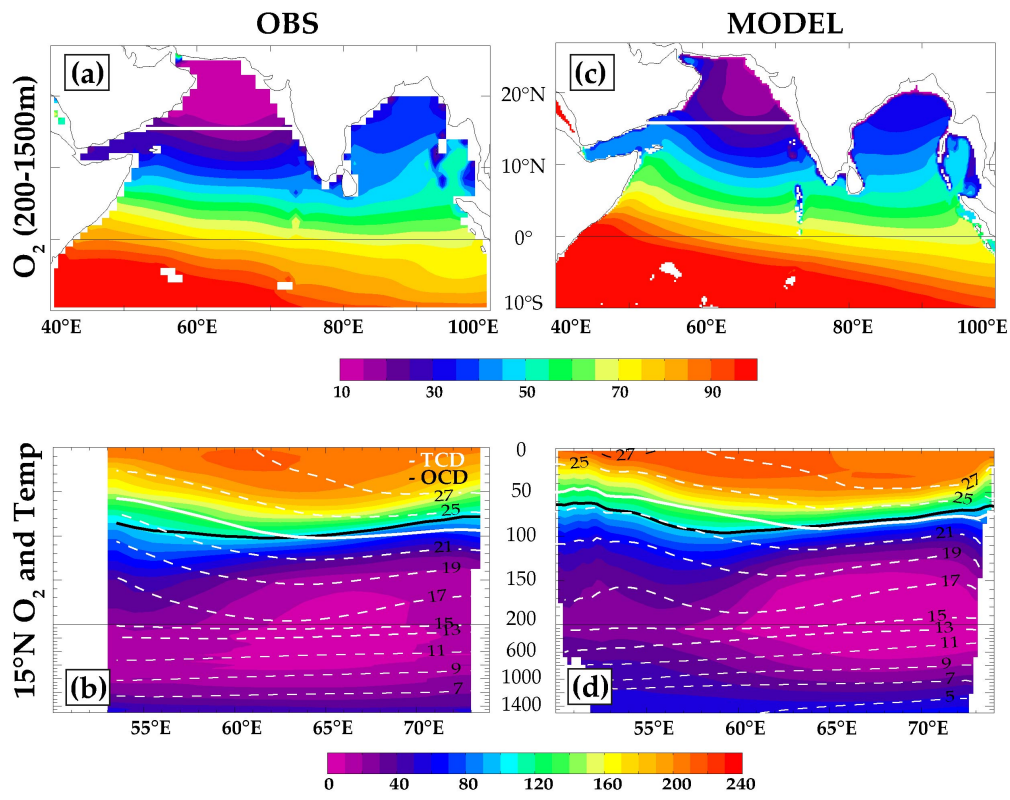 OBS MODEL
O2 (200-1500m)
(a) (c)
20°N
10°N
0°
10°S
40°E 60°E 80°E 100°E 40°E 60°E 80°E 100°E
10 30 50 70 90
15°N O2 and Temp
- TCD
- OCD
27
25
21
19
17
15
13
11
9
7
(b)
0
50
100
150
200
600
1000
1400
25
27
27
25
21
19
17
15
13
11
9
7
5
(d)
55°E 60°E 65°E 70°E 55°E 60°E 65°E 70°E
0 40 80 120 160 200 240